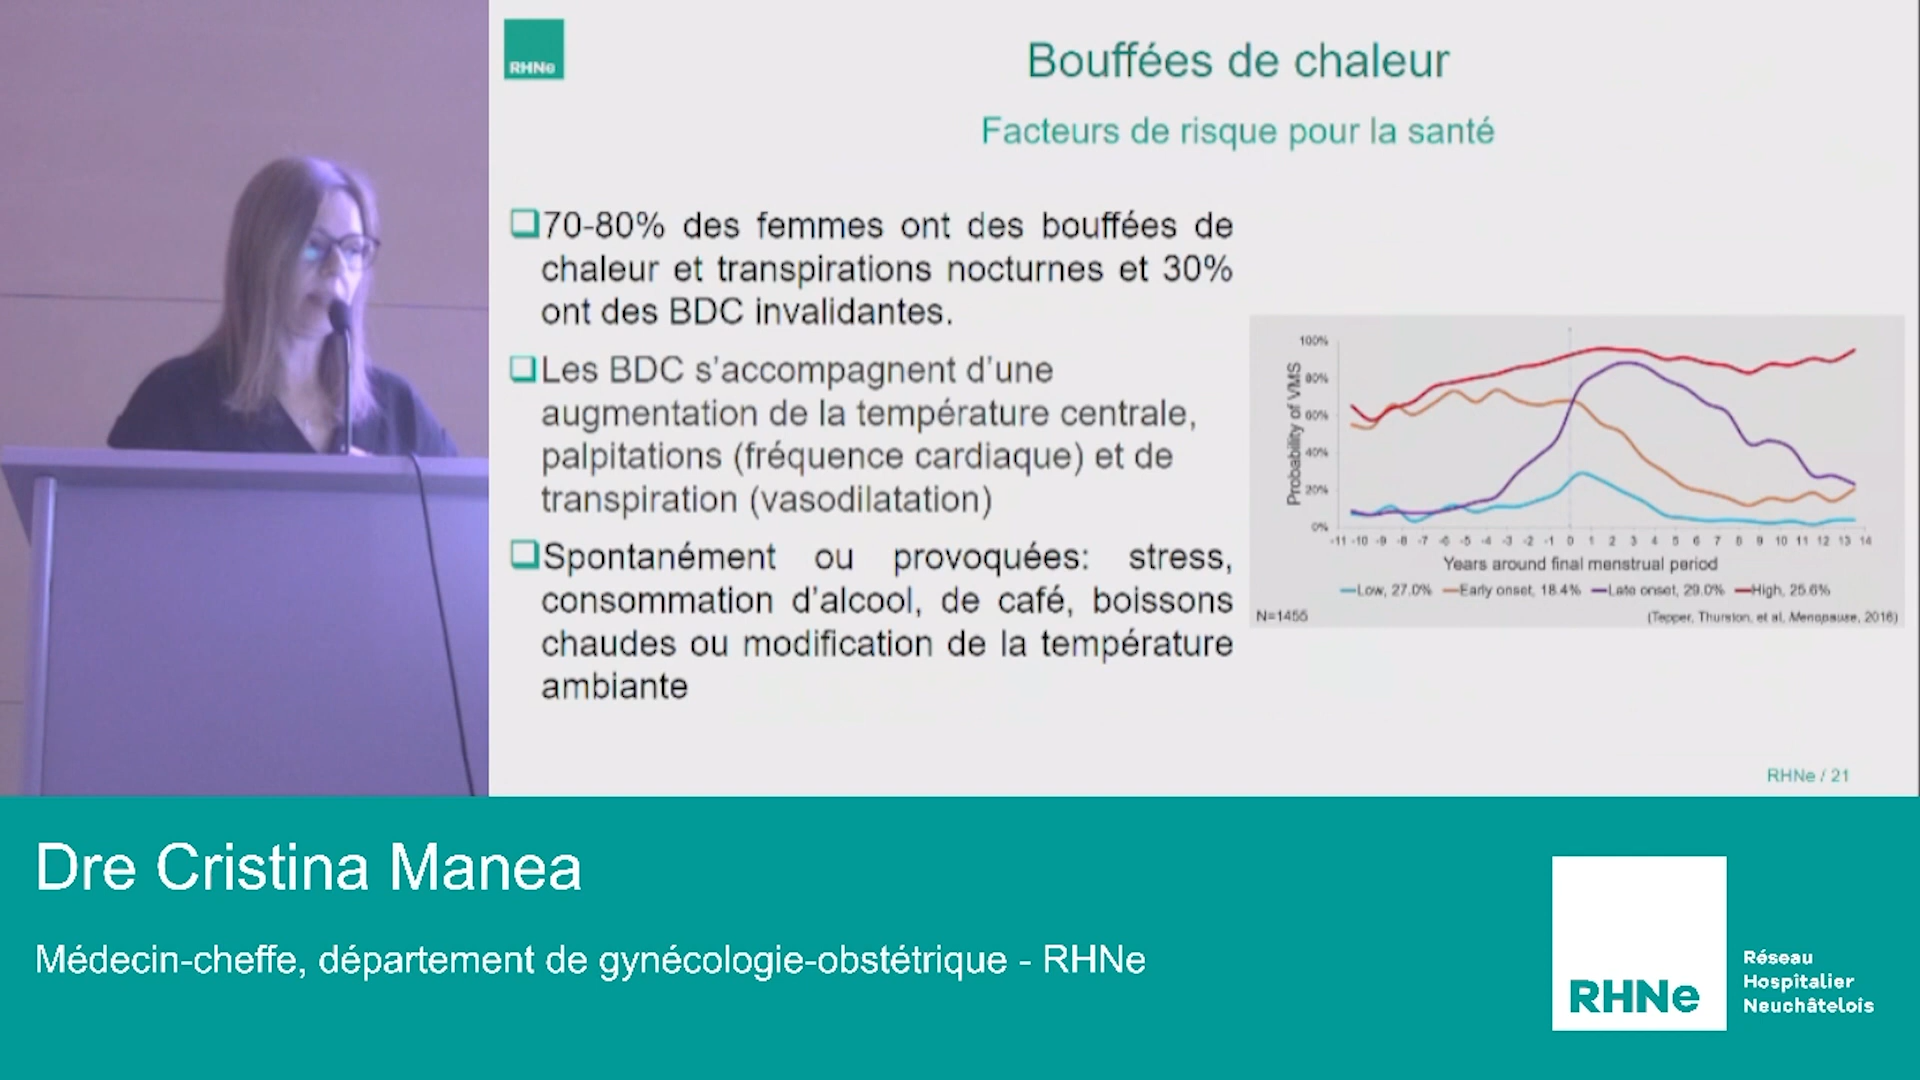 RHNe
Bouffées de chaleur
Facteurs de risque pour la santé
70-80% des femmes ont des bouffées de
chaleur et transpirations nocturnes et 30%
ont des BDC invalidantes.
Les BDC s'accompagnent d'une
augmentation de la température centrale,
palpitations (fréquence cardiaque) et de
transpiration (vasodilatation)
Spontanément ou provoquées: stress,
consommation d'alcool, de café, boissons
chaudes ou modification de la température
ambiante
Probability of VMS
100%
80%
60%
40%
20%
0%
-11 -10 -9 -8 -7 -6 -5 -4 -3 -2 -1 0 1 2 3 4 5 6 7 8 9 10 11 12 13 14
Years around final menstrual period
Low, 27.0% Early onset, 18.4% Late onset, 29.0% High, 25.6%
N=1455
(Tepper, Thurston, et al, Menopause, 2016)
RHNe / 21
Dre Cristina Manea
Médecin-cheffe, département de gynécologie-obstétrique - RHNe
RHNe
Réseau
Hospitalier
Neuchâtelois